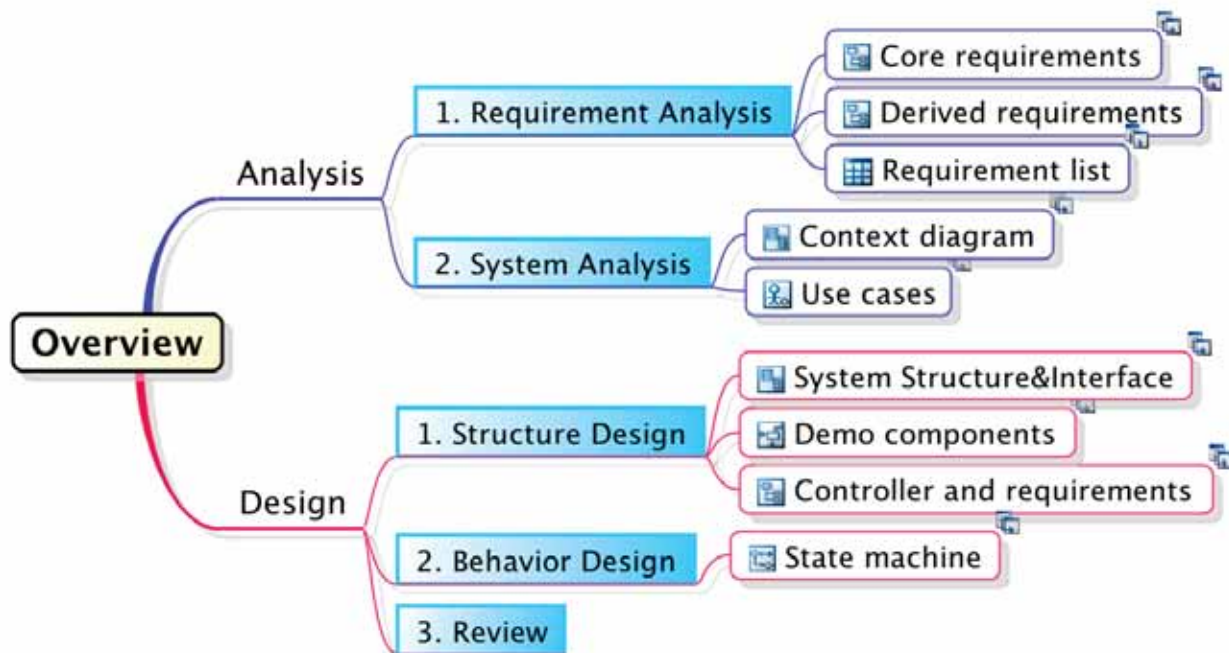 Overview
Analysis
1. Requirement Analysis
Core requirements
Derived requirements
Requirement list
2. System Analysis
Context diagram
Use cases
Design
1. Structure Design
System Structure&Interface
Demo components
Controller and requirements
2. Behavior Design
State machine
3. Review